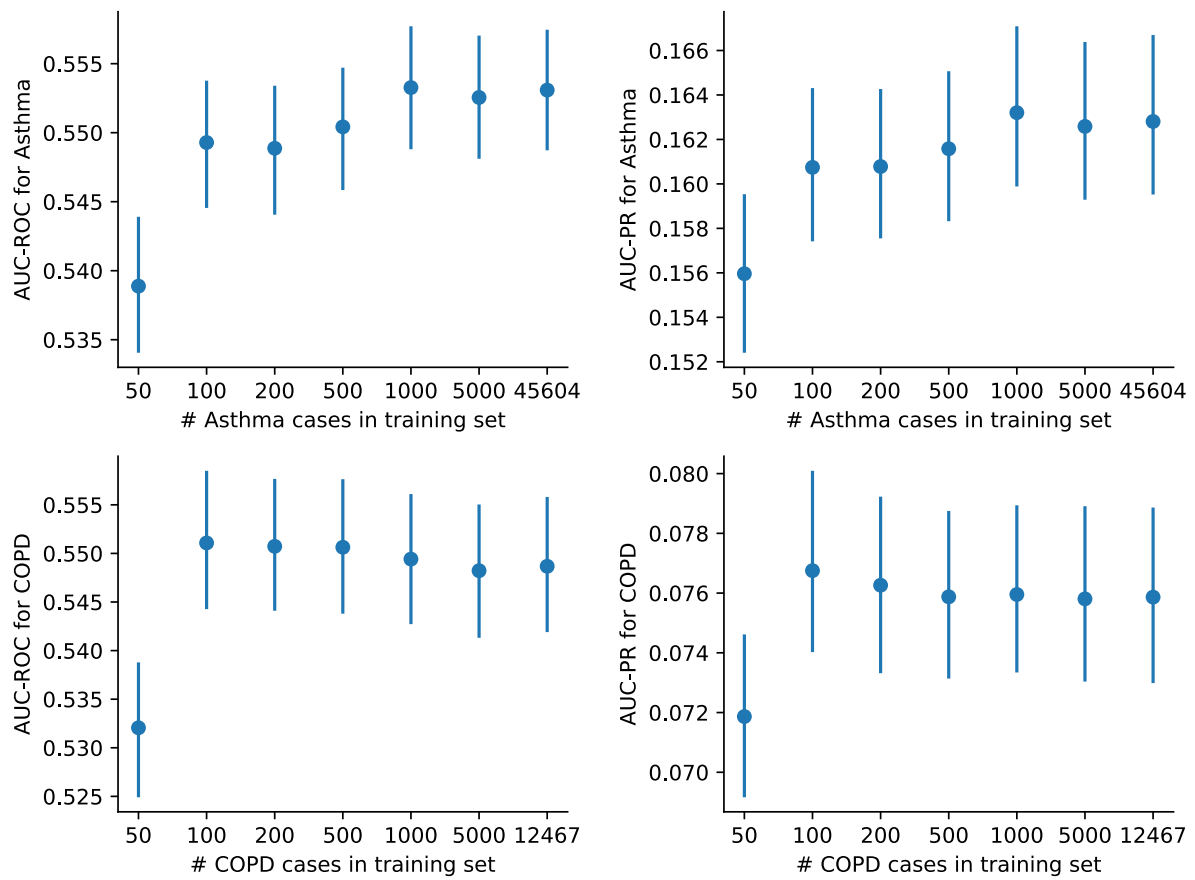 AUC-ROC for Asthma
0.555
0.550
0.545
0.540
0.535
50 100 200 500 1000 5000 45604
# Asthma cases in training set
AUC-PR for Asthma
0.166
0.164
0.162
0.160
0.158
0.156
0.154
0.152
50 100 200 500 1000 5000 45604
# Asthma cases in training set
AUC-ROC for COPD
0.555
0.550
0.545
0.540
0.535
0.530
0.525
50 100 200 500 1000 5000 12467
# COPD cases in training set
AUC-PR for COPD
0.080
0.078
0.076
0.074
0.072
0.070
50 100 200 500 1000 5000 12467
# COPD cases in training set